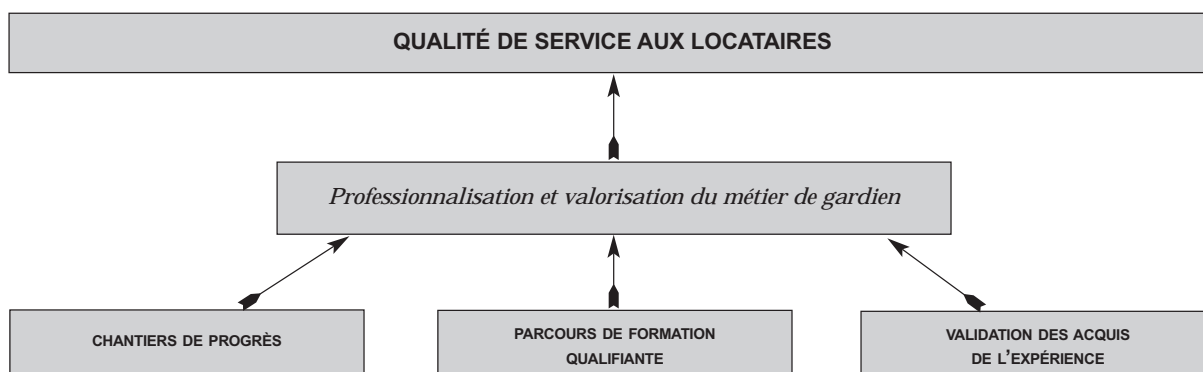 QUALITÉ DE SERVICE AUX LOCATAIRES
Professionnalisation et valorisation du métier de gardien
CHANTIERS DE PROGRÈS
PARCOURS DE FORMATION
QUALIFIANTE
VALIDATION DES ACQUIS
DE L'EXPÉRIENCE